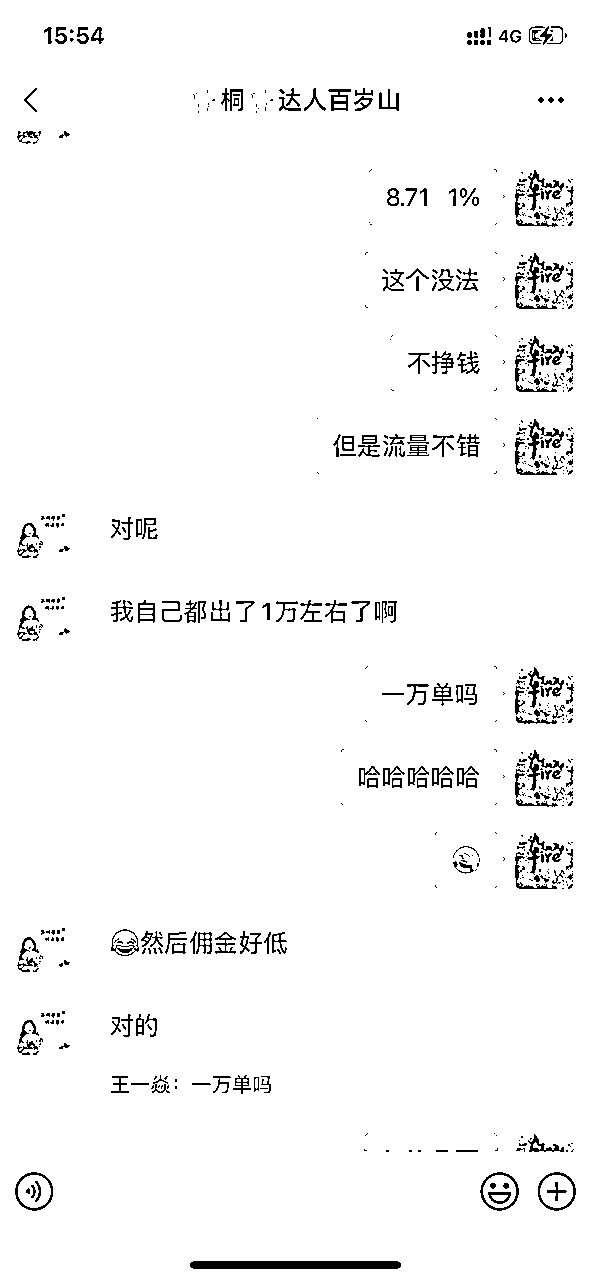 15:54
4G
桐 达人百岁山
8.71 1%
这个没法
不挣钱
但是流量不错
对呢
我自己都出了1万左右了啊
一万单吗
哈哈哈哈哈
😂然后佣金好低
对的
王一焱：一万单吗